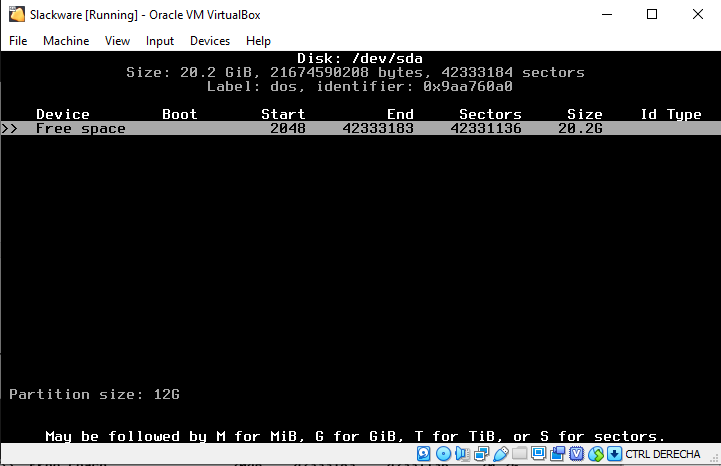 Slackware [Running] - Oracle VM VirtualBox
File Machine View Input Devices Help
Disk: /dev/sda
Size: 20.2 GiB, 21674590208 bytes, 42333184 sectors
Label: dos, identifier: 0x9aa760a0
Device Boot Start End Sectors Size Id Type
>> Free space 2048 42333183 42331136 20.2G
Partition size: 12G
May be followed by M for MiB, G for GiB, T for TiB, or S for sectors.
CTRL DERECHA